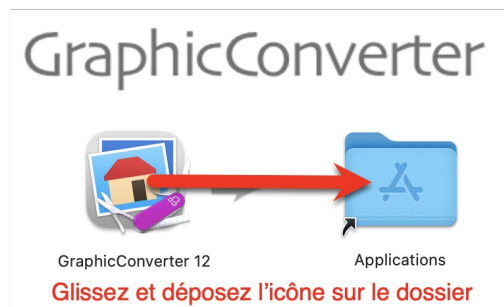 GraphicConverter
GraphicConverter 12
Applications
Glissez et déposez l'icône sur le dossier